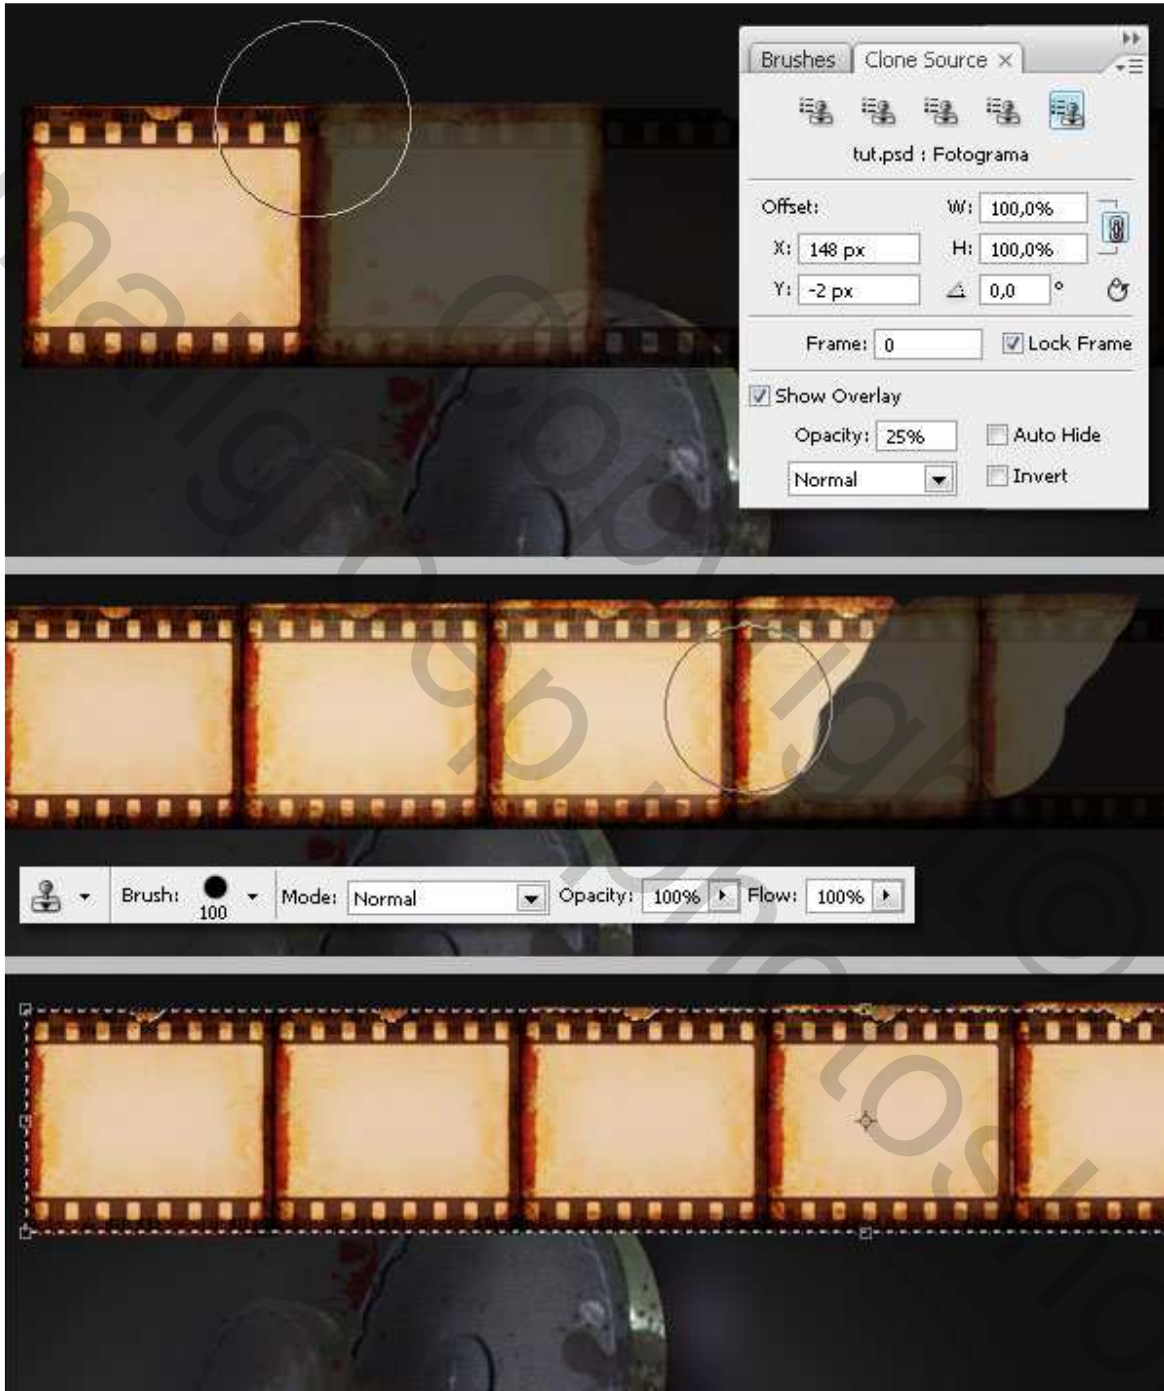 Brushes Clone Source ×
tut.psd : Fotograma
Offset: W: 100,0%
X: 148 px H: 100,0%
Y: -2 px 0,0 °
Frame: 0 Lock Frame
Show Overlay
Opacity: 25% Auto Hide
Normal Invert
Brush: 100 Mode: Normal Opacity: 100% Flow: 100%
Copyright©